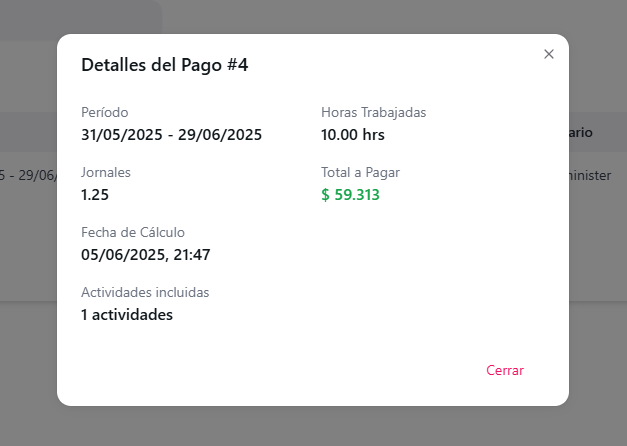 Detalles del Pago #4
×
Período
31/05/2025 - 29/06/2025
Horas Trabajadas
10.00 hrs
Jornales
1.25
Total a Pagar
$ 59.313
Fecha de Cálculo
05/06/2025, 21:47
Actividades incluidas
1 actividades
Cerrar
ario
5 - 29/06/
minister